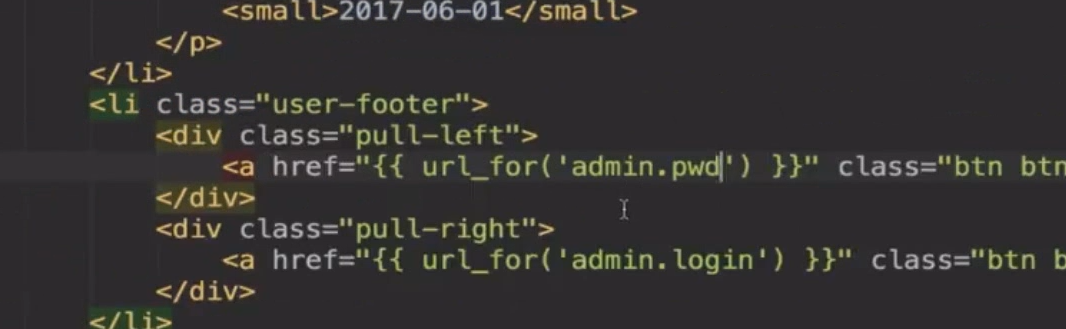 <small>2017-06-01</small>
</p>
</li>
<li class="user-footer">
<div class="pull-left">
<a href="{{ url_for('admin.pwd') }}" class="btn btn
</div>
<div class="pull-right">
<a href="{{ url_for('admin.login') }}" class="btn b
</div>
</li>